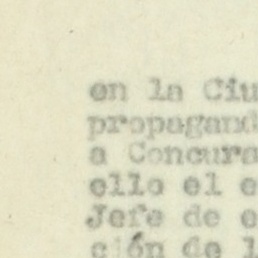 en la Ciu
propagand
a Concurs
ello el e
Jefe de e
ción de l